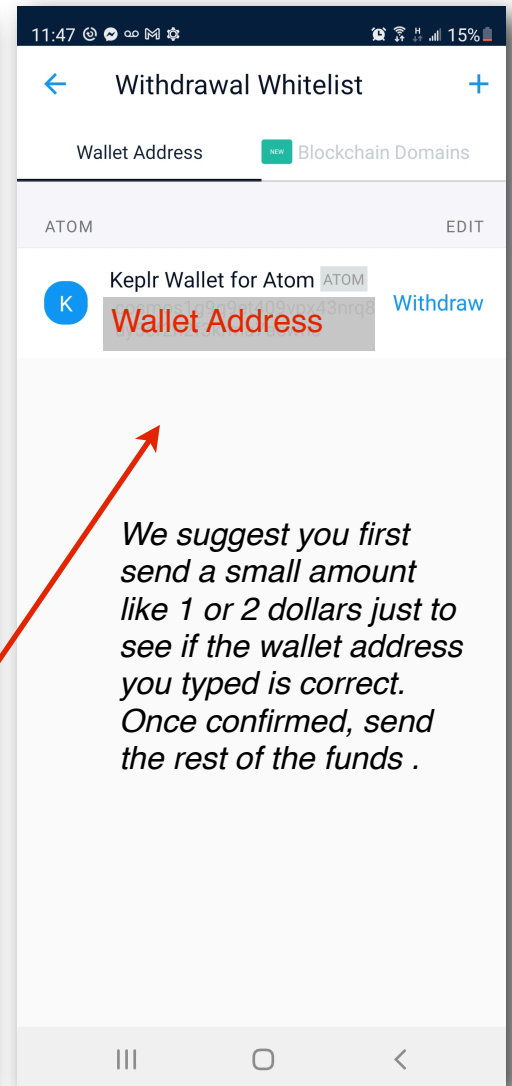 11:47
15%
Withdrawal Whitelist
Wallet Address
NEW Blockchain Domains
ATOM
EDIT
K
Keplr Wallet for Atom ATOM
Wallet Address
Withdraw
We suggest you first
send a small amount
like 1 or 2 dollars just to
see if the wallet address
you typed is correct.
Once confirmed, send
the rest of the funds .